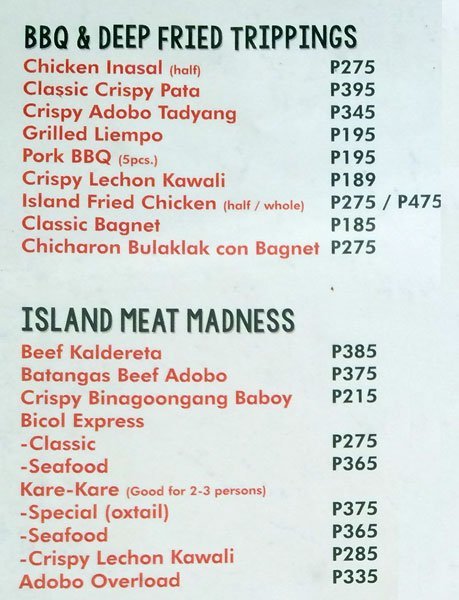 BBQ & DEEP FRIED TRIPPINGS
Chicken Inasal (half) P275
Classic Crispy Pata P395
Crispy Adobo Tadyang P345
Grilled Liempo P195
Pork BBQ (5pcs.) P195
Crispy Lechon Kawali P189
Island Fried Chicken (half / whole) P275 / P475
Classic Bagnet P185
Chicharon Bulaklak con Bagnet P275
ISLAND MEAT MADNESS
Beef Kaldereta P385
Batangas Beef Adobo P375
Crispy Binagoongang Baboy P215
Bicol Express
-Classic P275
-Seafood P365
Kare-Kare (Good for 2-3 persons)
-Special (oxtail) P375
-Seafood P365
-Crispy Lechon Kawali P285
Adobo Overload P335